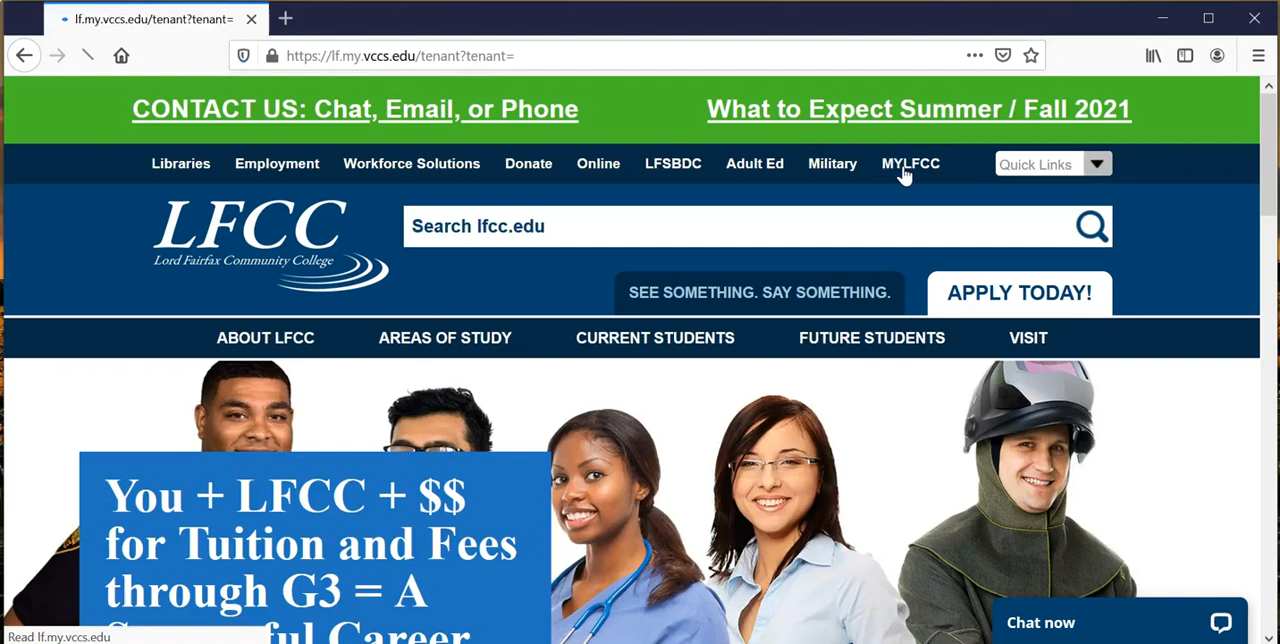 lf.my.vccs.edu/tenant?tenant=
https://lf.my.vccs.edu/tenant?tenant=
CONTACT US: Chat, Email, or Phone
What to Expect Summer / Fall 2021
Libraries Employment Workforce Solutions Donate Online LFSBDC Adult Ed Military MYLFCC Quick Links
LFCC
Lord Fairfax Community College
Search lfcc.edu
SEE SOMETHING. SAY SOMETHING.
APPLY TODAY!
ABOUT LFCC AREAS OF STUDY CURRENT STUDENTS FUTURE STUDENTS VISIT
You + LFCC + $$
for Tuition and Fees
through G3 = A
Successful Career
Chat now
Read lf.my.vccs.edu